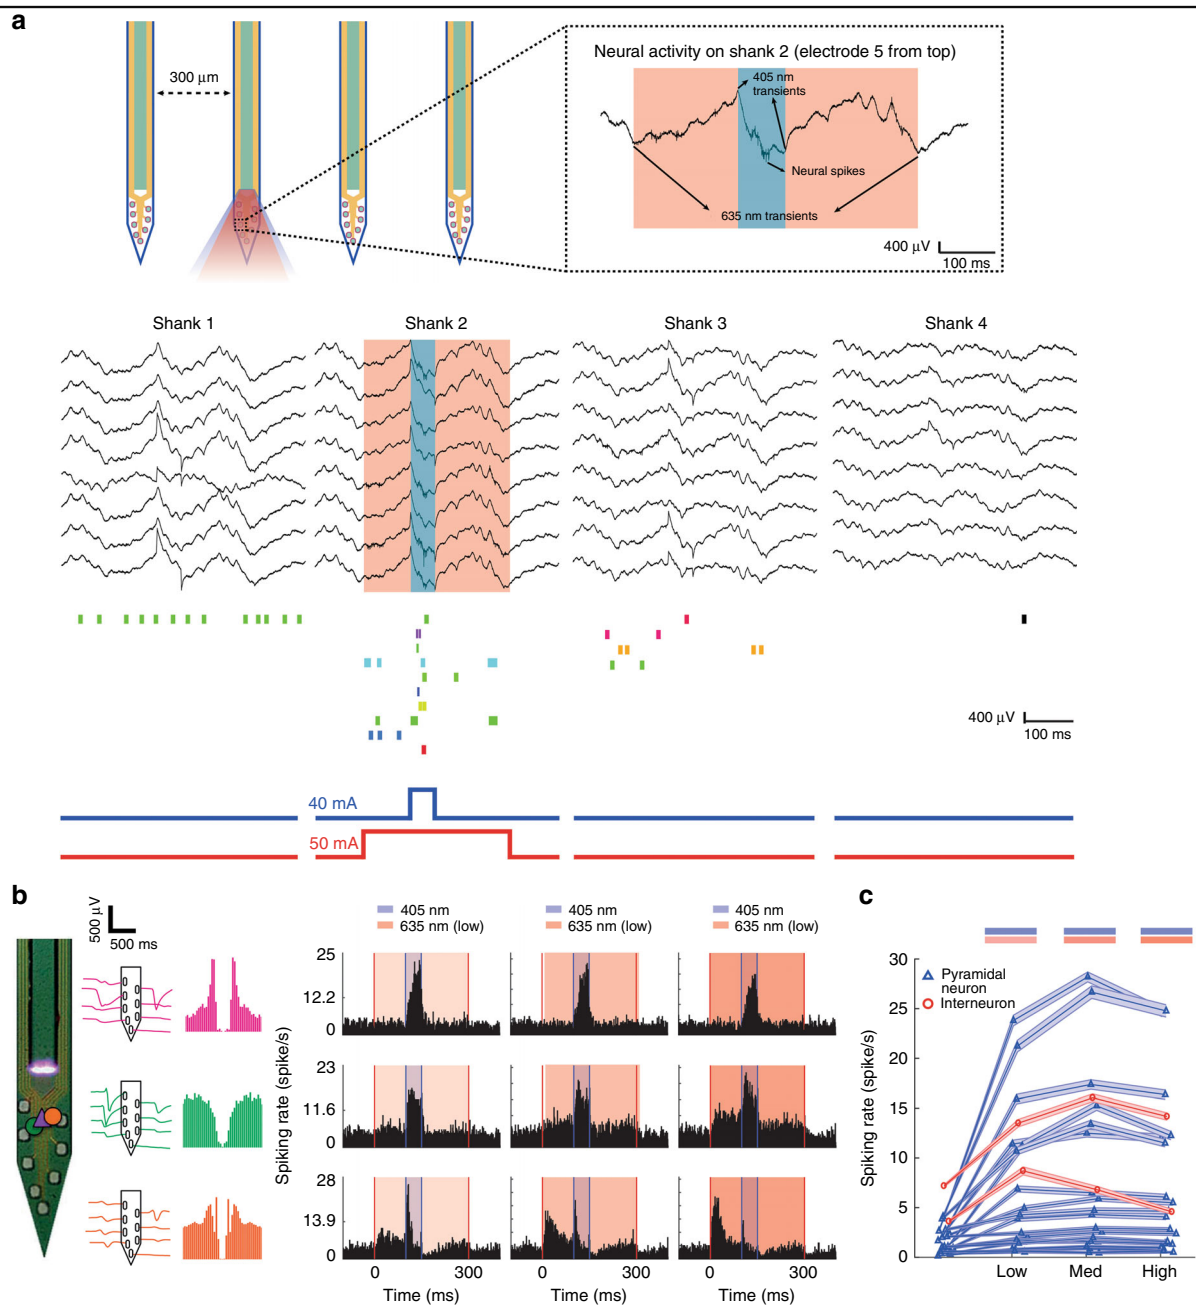 a
300 μm
Neural activity on shank 2 (electrode 5 from top)
405 nm
transients
Neural spikes
635 nm transients
400 μV
100 ms
Shank 1
Shank 2
Shank 3
Shank 4
400 μV
100 ms
40 mA
50 mA
b
500 μV
500 ms
405 nm
635 nm (low)
405 nm
635 nm (low)
405 nm
635 nm (low)
Spiking rate (spike/s)
25
12.2
0
23
11.6
0
28
13.9
0
0 300
0 300
0 300
Time (ms)
Time (ms)
Time (ms)
c
Pyramidal
neuron
Interneuron
Spiking rate (spike/s)
30
25
20
15
10
5
0
Low Med High